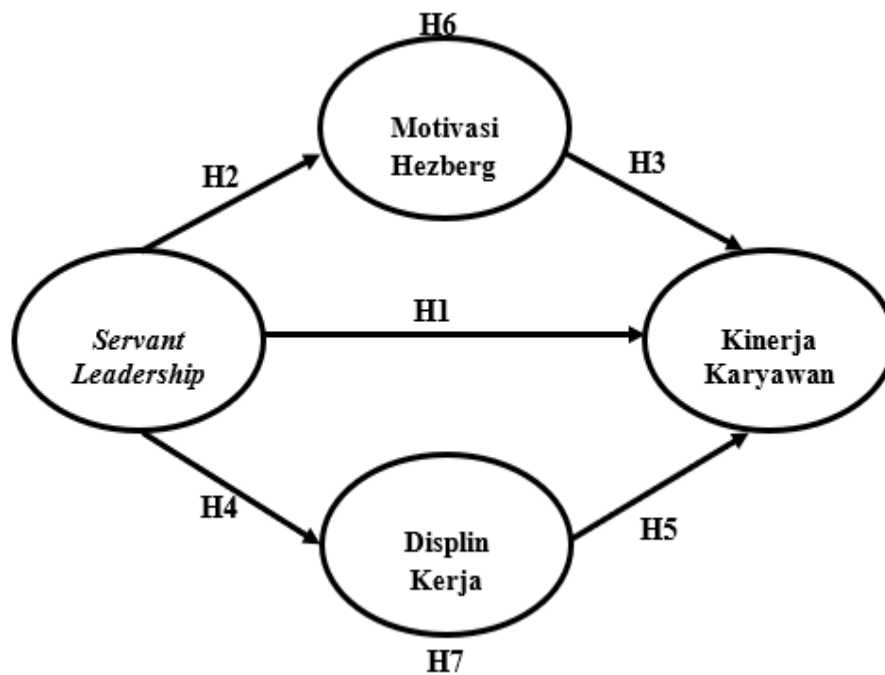 H6
Motivasi
Hezberg
H2
H3
H1
Servant
Leadership
Kinerja
Karyawan
H4
H5
Displin
Kerja
H7